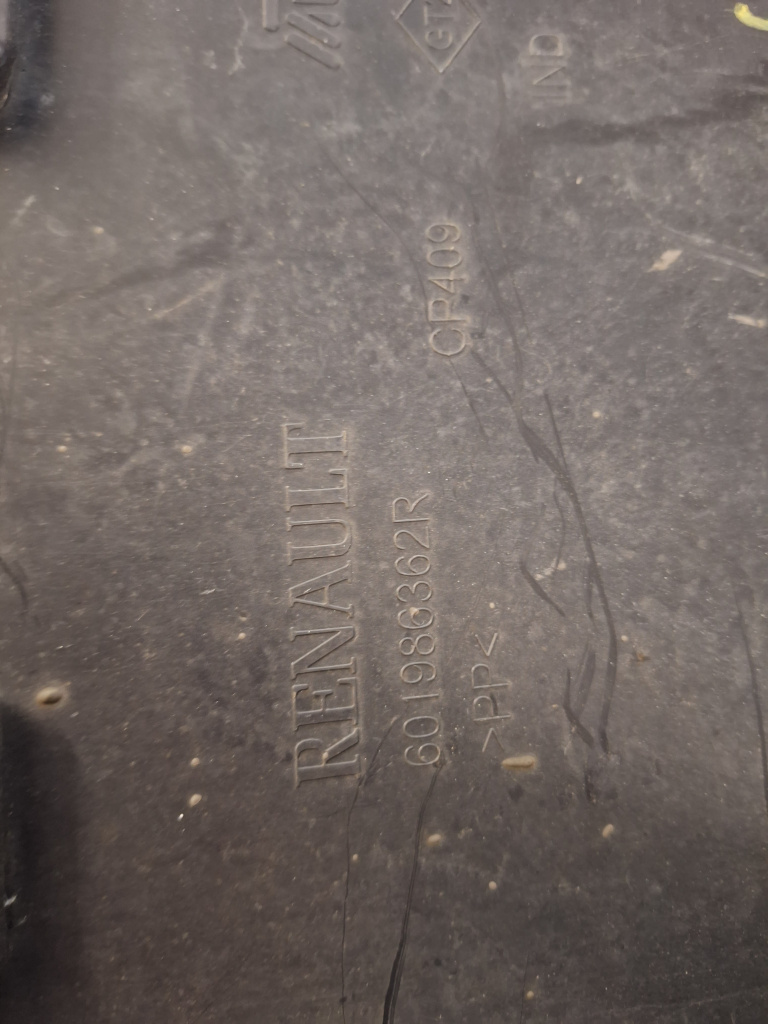 RENAULT
601986362R
>PP<
CP409
IND